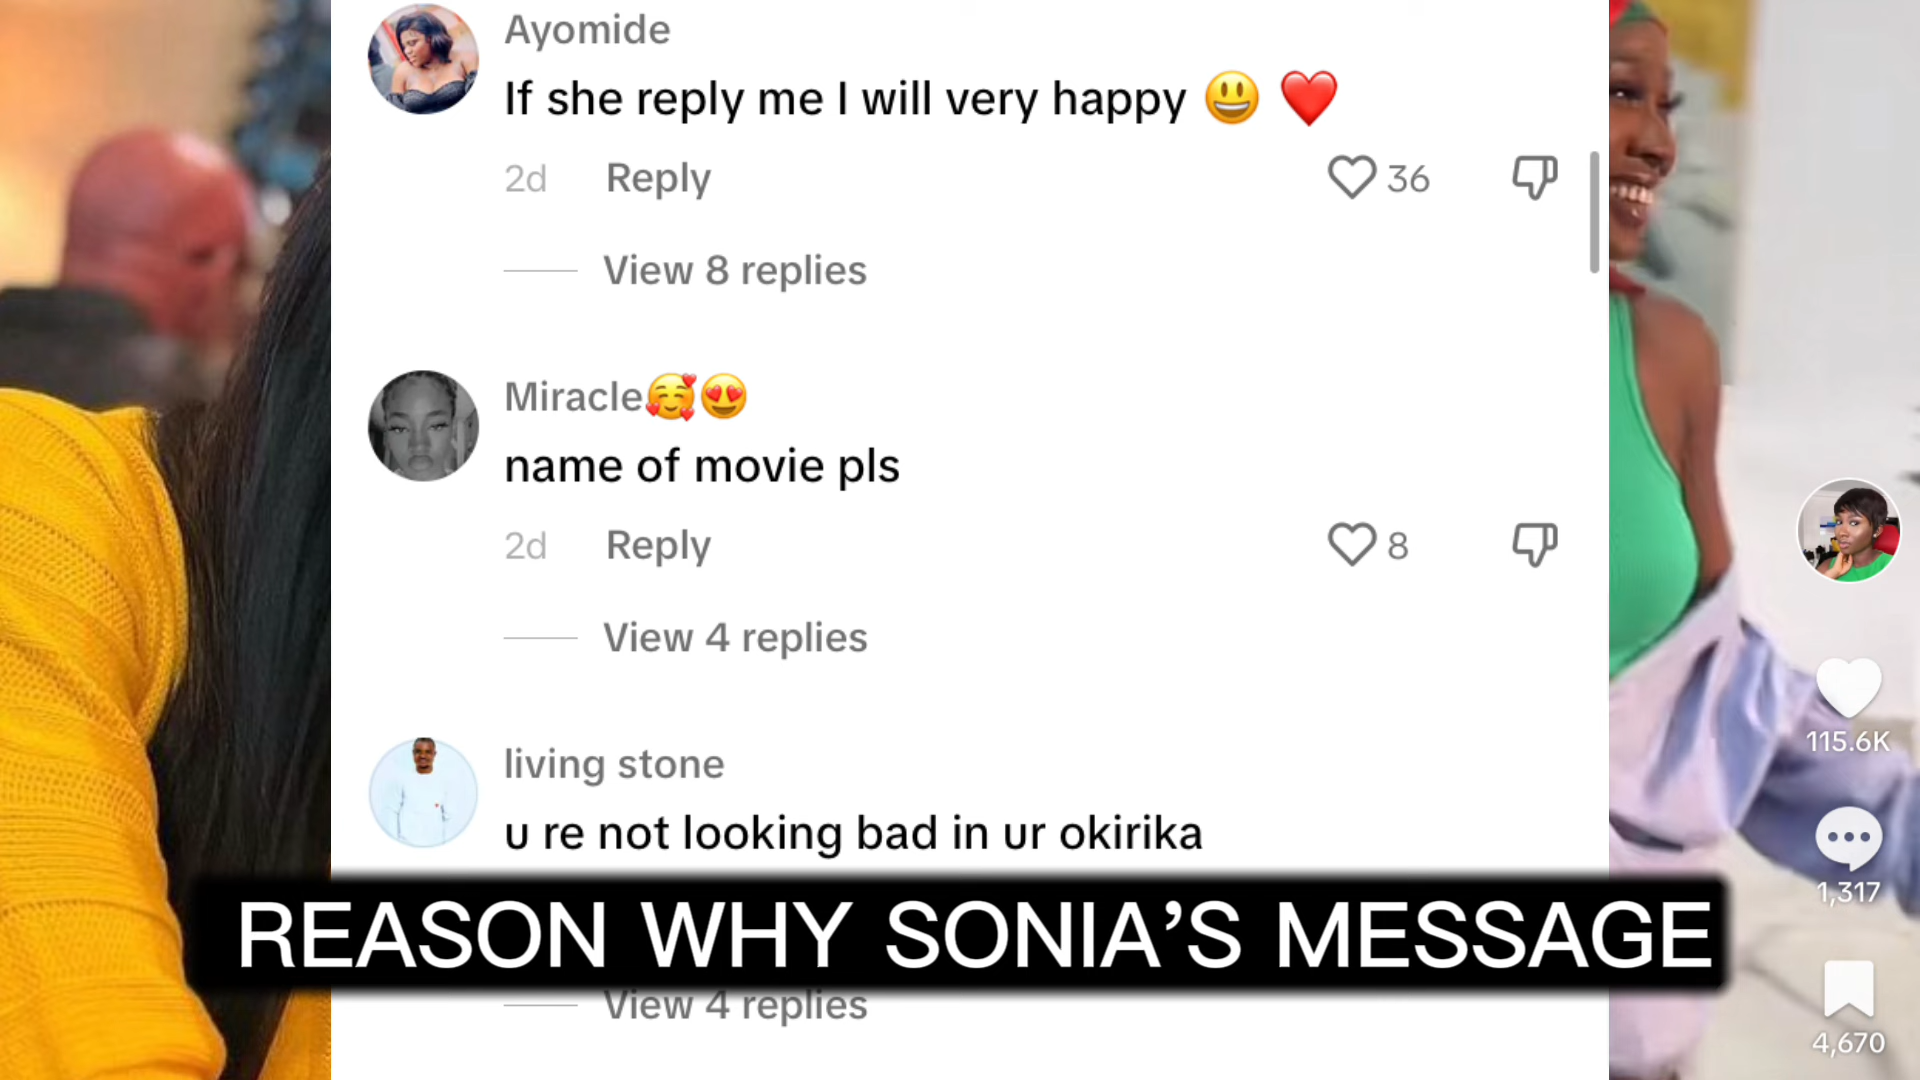 Ayomide
If she reply me I will very happy 😃 ❤️
2d Reply 36
View 8 replies
Miracle🥰😍
name of movie pls
2d Reply 8
View 4 replies
living stone
u re not looking bad in ur okirika
REASON WHY SONIA’S MESSAGE
View 4 replies
115.6K
1,317
4,670